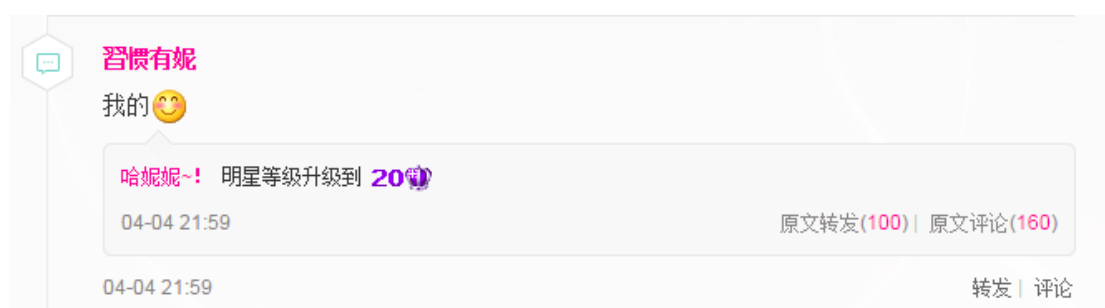 習惯有妮
我的
哈妮妮~! 明星等级升级到 20
04-04 21:59 原文转发(100) | 原文评论(160)
04-04 21:59 转发 | 评论